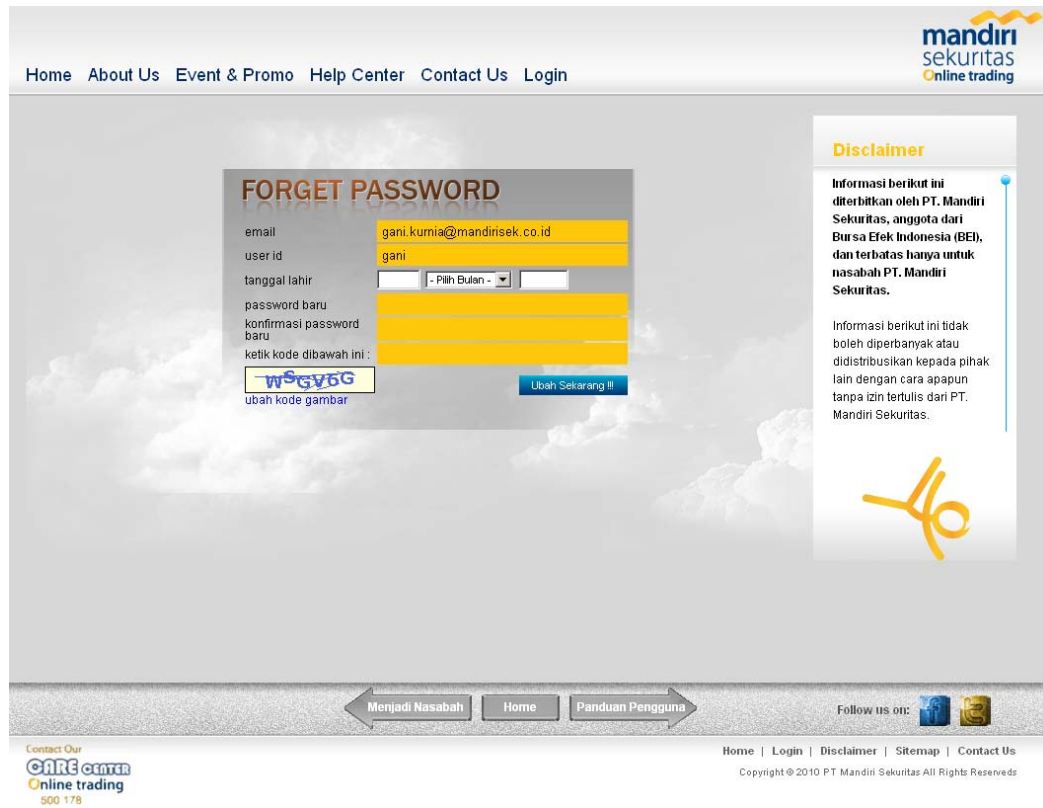 mandiri
sekuritas
Online trading
Home About Us Event & Promo Help Center Contact Us Login
Disclaimer
Informasi berikut ini
diterbitkan oleh PT. Mandiri
Sekuritas, anggota dari
Bursa Efek Indonesia (BEI),
dan terbatas hanya untuk
nasabah PT. Mandiri
Sekuritas.
Informasi berikut ini tidak
boleh diperbanyak atau
didistribusikan kepada pihak
lain dengan cara apapun
tanpa izin tertulis dari PT.
Mandiri Sekuritas.
FORGET PASSWORD
email gani.kurnia@mandirisek.co.id
user id gani
tanggal lahir - Pilih Bulan -
password baru
konfirmasi password
baru
ketik kode dibawah ini :
WSGV6G
Ubah Sekarang !!!
ubah kode gambar
Menjadi Nasabah Home Panduan Pengguna
Follow us on:
Contact Our
CARE CENTER
Online trading
500 178
Home | Login | Disclaimer | Sitemap | Contact Us
Copyright @ 2010 PT Mandiri Sekuritas All Rights Reserveds